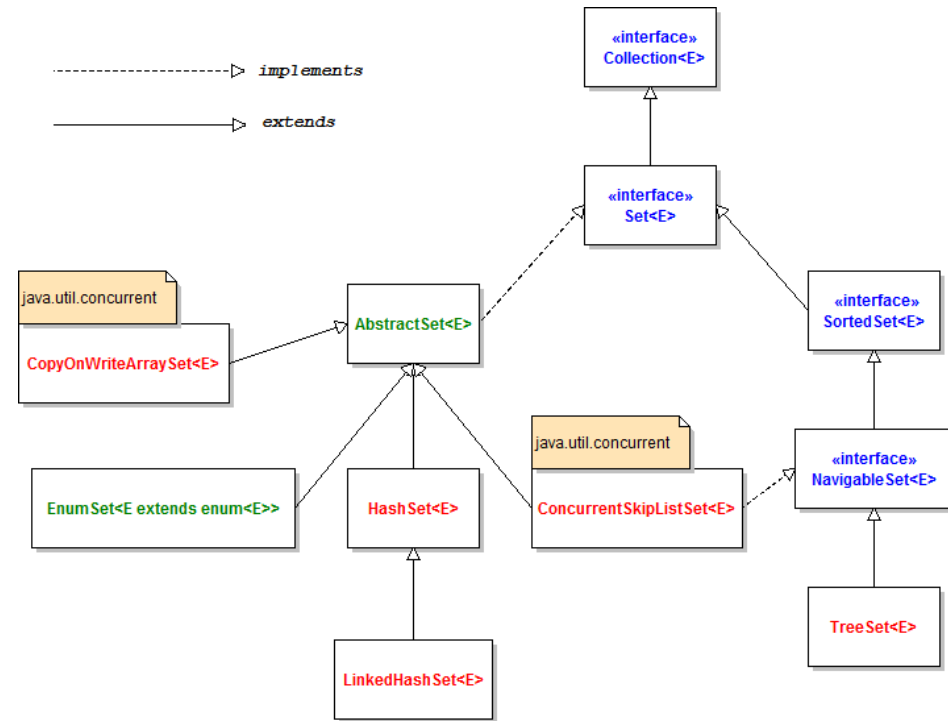 «interface»
Collection<E>
implements
extends
«interface»
Set<E>
java.util.concurrent
CopyOnWriteArraySet<E>
AbstractSet<E>
«interface»
SortedSet<E>
java.util.concurrent
«interface»
NavigableSet<E>
EnumSet<E extends enum<E>>
HashSet<E>
ConcurrentSkipListSet<E>
TreeSet<E>
LinkedHashSet<E>